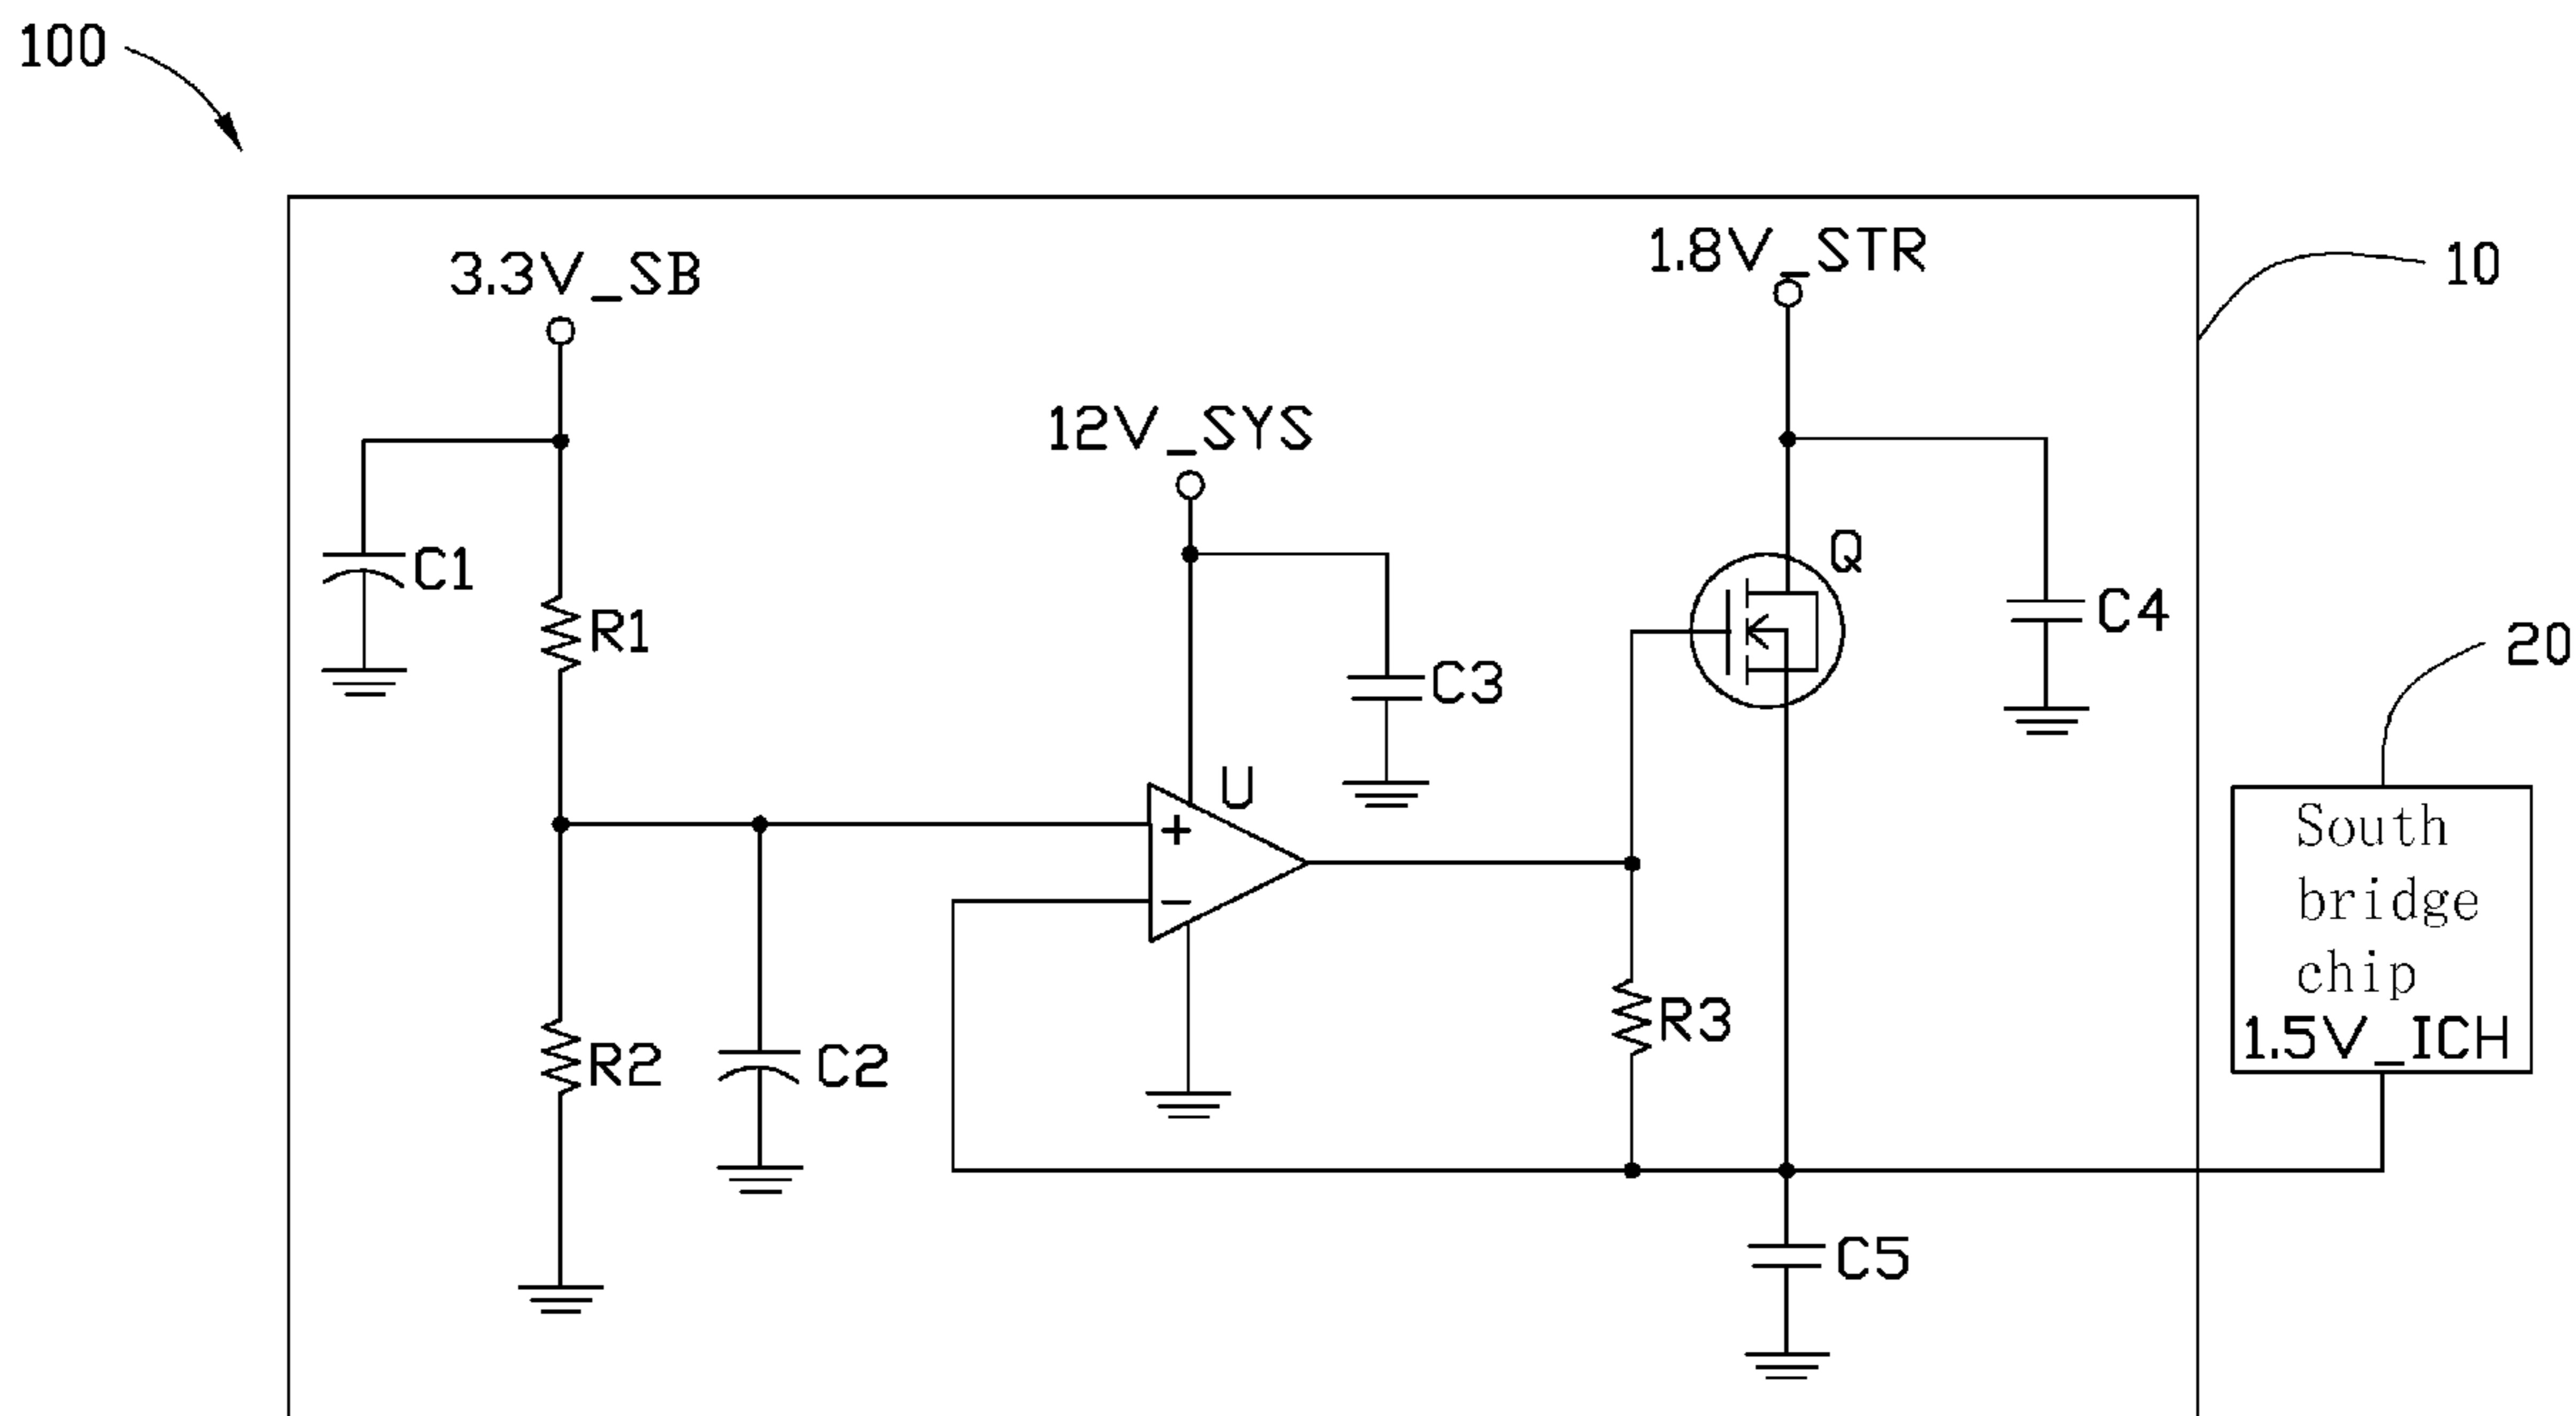 100
10
3.3V_SB
1.8V_STR
12V_SYS
Q
C1
R1
C4
20
C3
U
+
−
South
bridge
chip
1.5V_ICH
R3
R2
C2
C5